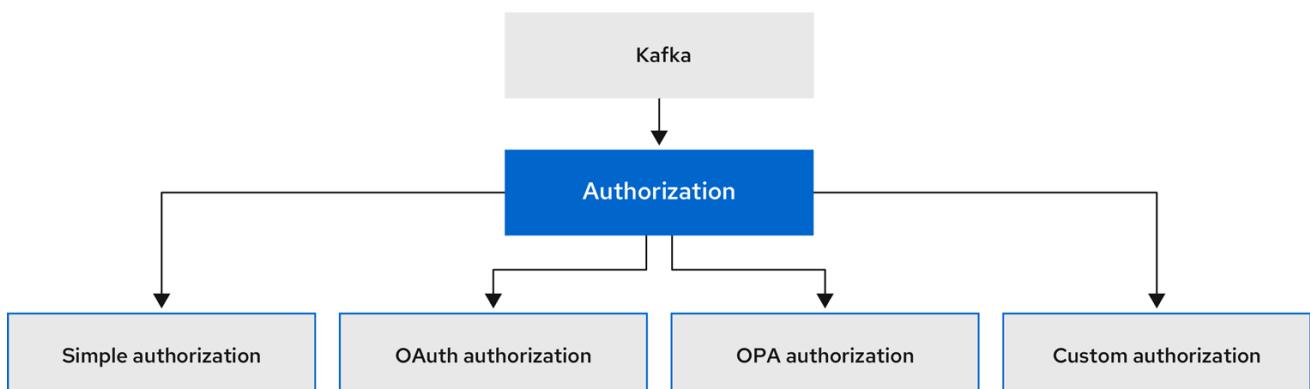 Kafka
Authorization
Simple authorization
OAuth authorization
OPA authorization
Custom authorization